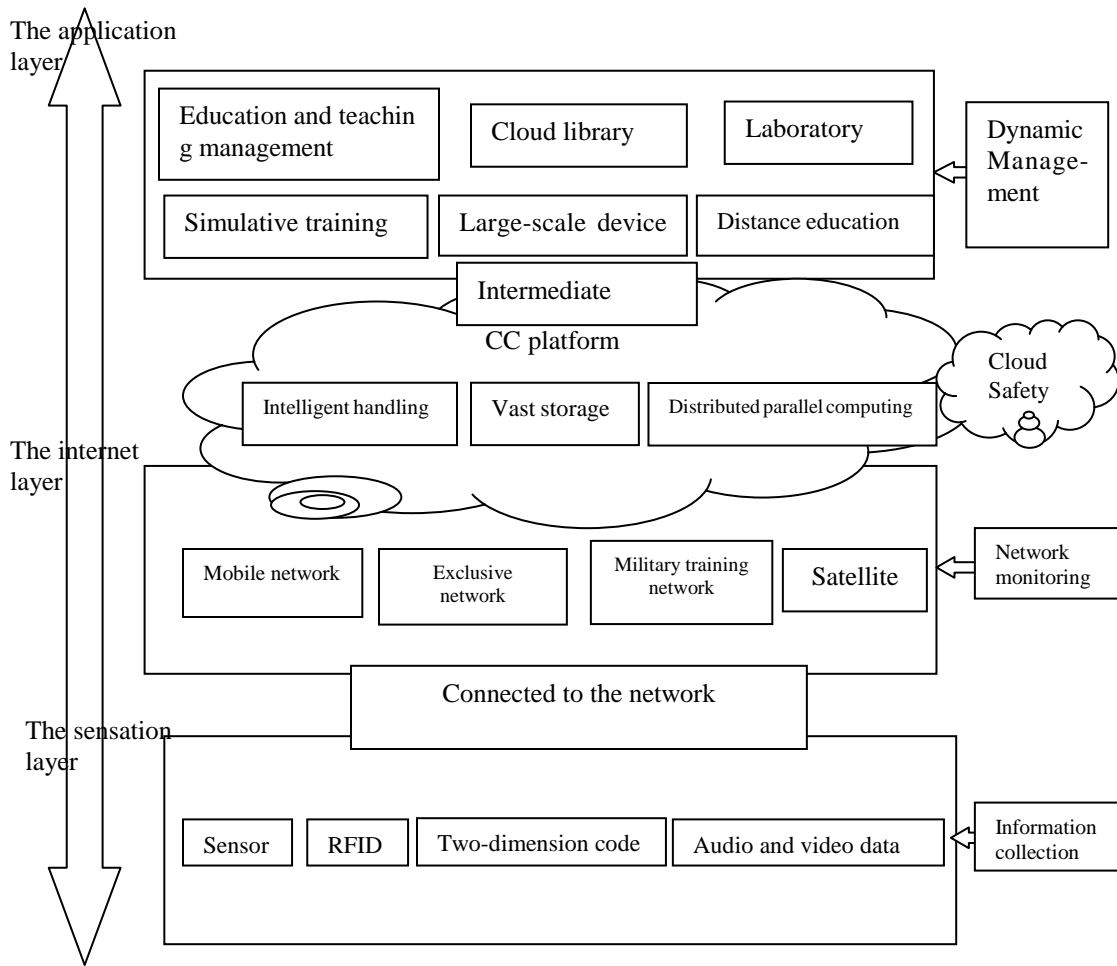 The application
layer
Education and teachin
g management
Cloud library
Laboratory
Dynamic
Manage-
ment
Simulative training
Large-scale device
Distance education
Intermediate
CC platform
Cloud
Safety
Intelligent handling
Vast storage
Distributed parallel computing
The internet
layer
Mobile network
Exclusive
network
Military training
network
Satellite
Network
monitoring
Connected to the network
The sensation
layer
Sensor
RFID
Two-dimension code
Audio and video data
Information
collection